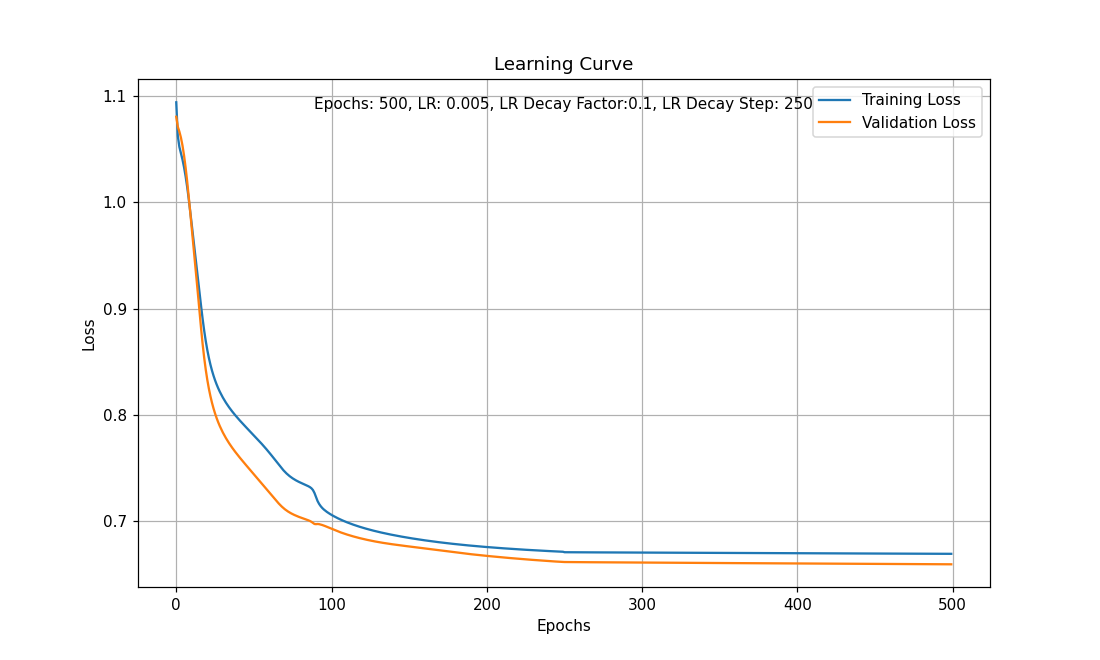 Learning Curve
Epochs: 500, LR: 0.005, LR Decay Factor:0.1, LR Decay Step: 250
Training Loss
Validation Loss
1.1
1.0
0.9
0.8
0.7
Loss
0 100 200 300 400 500
Epochs